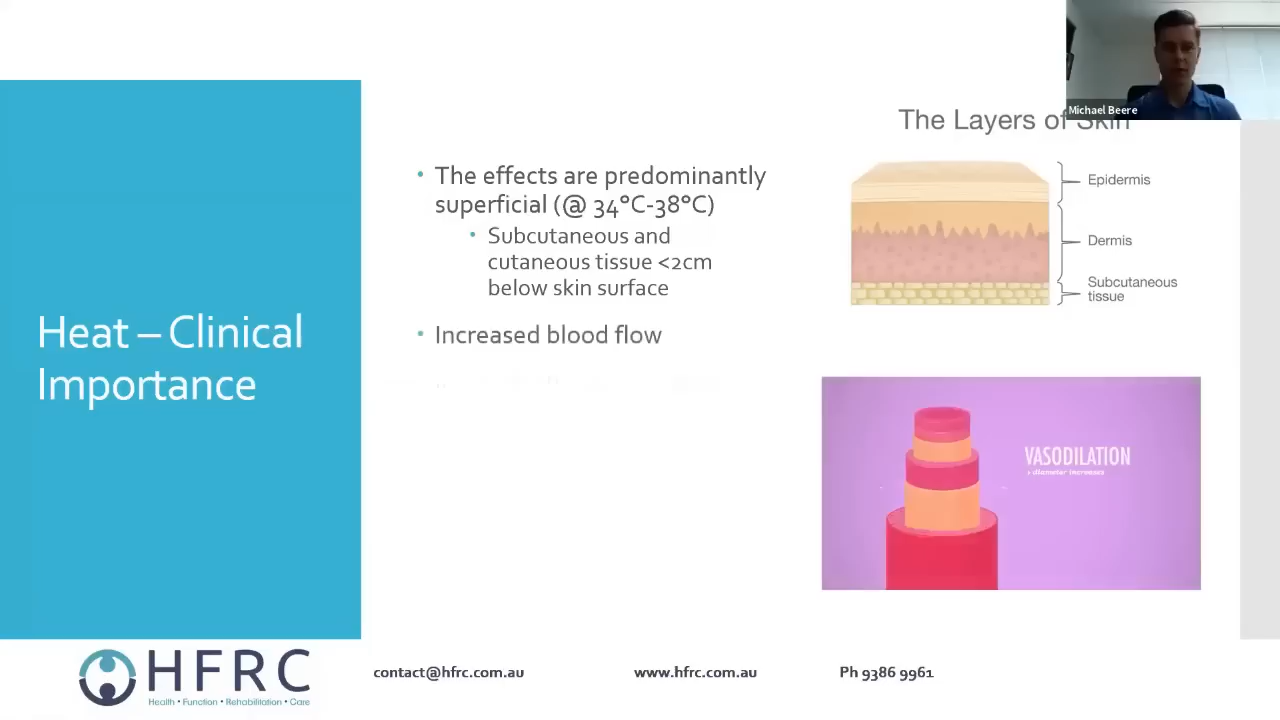 Michael Beere
The Layers of Skin
• The effects are predominantly
superficial (@ 34°C-38°C)
• Subcutaneous and
cutaneous tissue <2cm
below skin surface
• Increased blood flow
Epidermis
Dermis
Subcutaneous
tissue
Heat – Clinical
Importance
VASODILATION
> diameter increases
HFRC
Health • Function • Rehabilitation • Care
contact@hfrc.com.au
www.hfrc.com.au
Ph 9386 9961